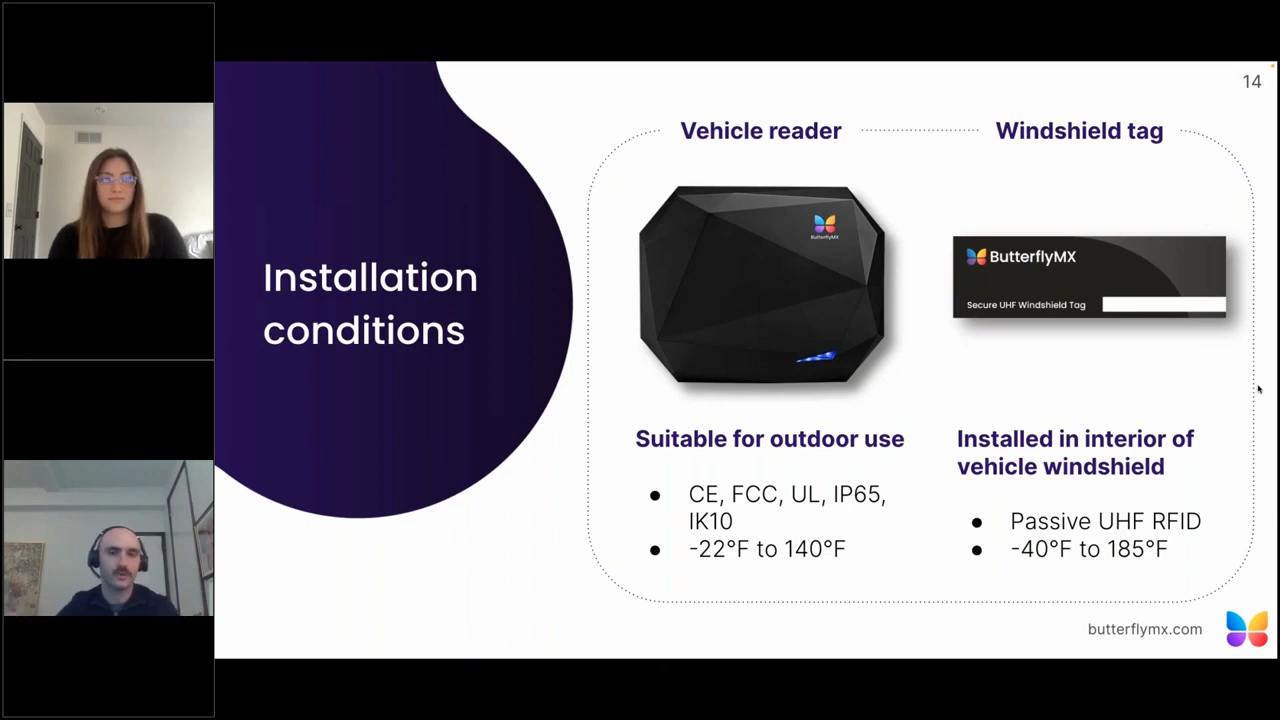 14
Installation
conditions
Vehicle reader
Windshield tag
ButterflyMX
ButterflyMX
Secure UHF Windshield Tag
Suitable for outdoor use
● CE, FCC, UL, IP65,
IK10
● -22°F to 140°F
Installed in interior of
vehicle windshield
● Passive UHF RFID
● -40°F to 185°F
butterflymx.com